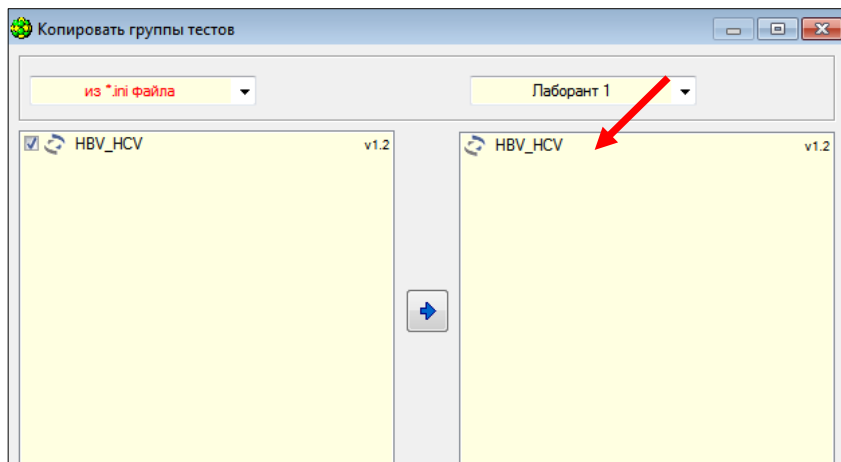 Копировать группы тестов
из *.ini файла
Лаборант 1
HBV_HCV v1.2
HBV_HCV v1.2